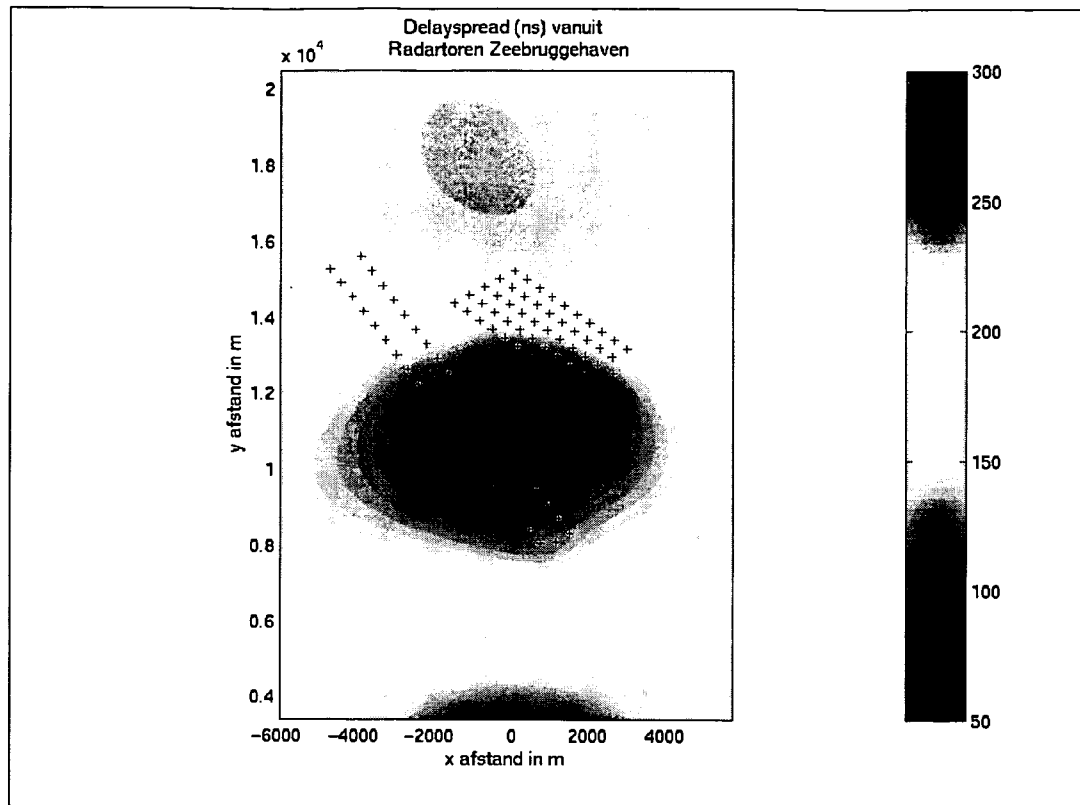 Delayspread (ns) vanuit
Radartoren Zeebruggehaven
x 10^4
2
1.8
1.6
1.4
1.2
1
0.8
0.6
0.4
y afstand in m
-6000 -4000 -2000 0 2000 4000
x afstand in m
300
250
200
150
100
50